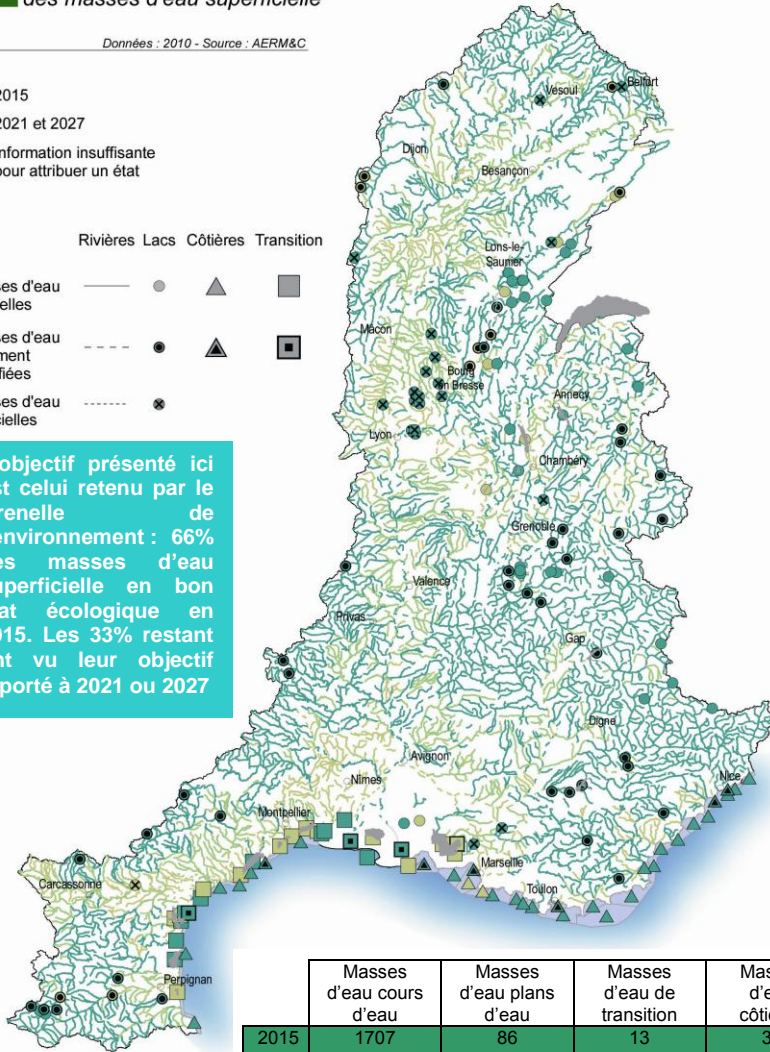 des masses d'eau superficielle
Données : 2010 - Source : AERM&C
2015
2021 et 2027
nformation insuffisante
pour attribuer un état
Rivières Lacs Côtières Transition
ses d'eau
elles
ses d'eau
ment
fiées
ses d'eau
cielles
objectif présenté ici
st celui retenu par le
renelle de
environnement : 66%
es masses d'eau
uperficielle en bon
at écologique en
015. Les 33% restant
nt vu leur objectif
porté à 2021 ou 2027
Belfort
Vesoul
Dijon
Besançon
Lons-le-
Saunier
Mâcon
Bourg
en Bresse
Annecy
Lyon
Chambéry
Grenoble
Valence
Privas
Gap
Digne
Avignon
Nîmes
Nice
Montpellier
Marseille
Carcassonne
Toulon
Perpignan
Masses
d'eau cours
d'eau
Masses
d'eau plans
d'eau
Masses
d'eau de
transition
Mas
d'e
côti
2015 1707 86 13 3